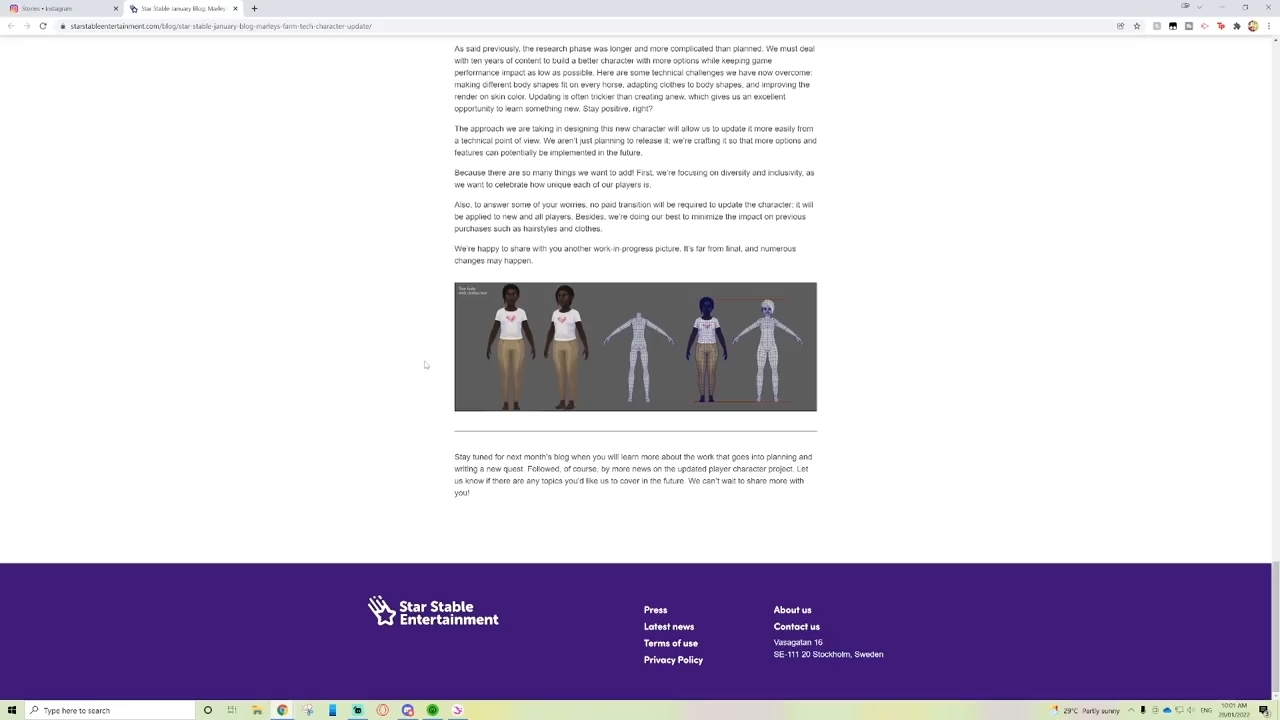 Stories • Instagram
Star Stable January Blog: Marley
starstableentertainment.com/blog/star-stable-january-blog-marleys-farm-tech-character-update/
As said previously, the research phase was longer and more complicated than planned. We must deal
with ten years of content to build a better character with more options while keeping game
performance impact as low as possible. Here are some technical challenges we have now overcome:
making different body shapes fit on every horse, adapting clothes to body shapes, and improving the
render on skin color. Updating is often trickier than creating anew, which gives us an excellent
opportunity to learn something new. Stay positive, right?
The approach we are taking in designing this new character will allow us to update it more easily from
a technical point of view. We aren't just planning to release it; we're crafting it so that more options and
features can potentially be implemented in the future.
Because there are so many things we want to add! First, we're focusing on diversity and inclusivity, as
we want to celebrate how unique each of our players is.
Also, to answer some of your worries, no paid transition will be required to update the character; it will
be applied to new and all players. Besides, we're doing our best to minimize the impact on previous
purchases such as hairstyles and clothes.
We're happy to share with you another work-in-progress picture. It's far from final, and numerous
changes may happen.
Stay tuned for next month's blog when you will learn more about the work that goes into planning and
writing a new quest. Followed, of course, by more news on the updated player character project. Let
us know if there are any topics you'd like us to cover in the future. We can't wait to share more with
you!
Star Stable
Entertainment
Press
Latest news
Terms of use
Privacy Policy
About us
Contact us
Vasagatan 16
SE-111 20 Stockholm, Sweden
Type here to search
29°C Partly sunny
ENG
10:01 AM
28/01/2022